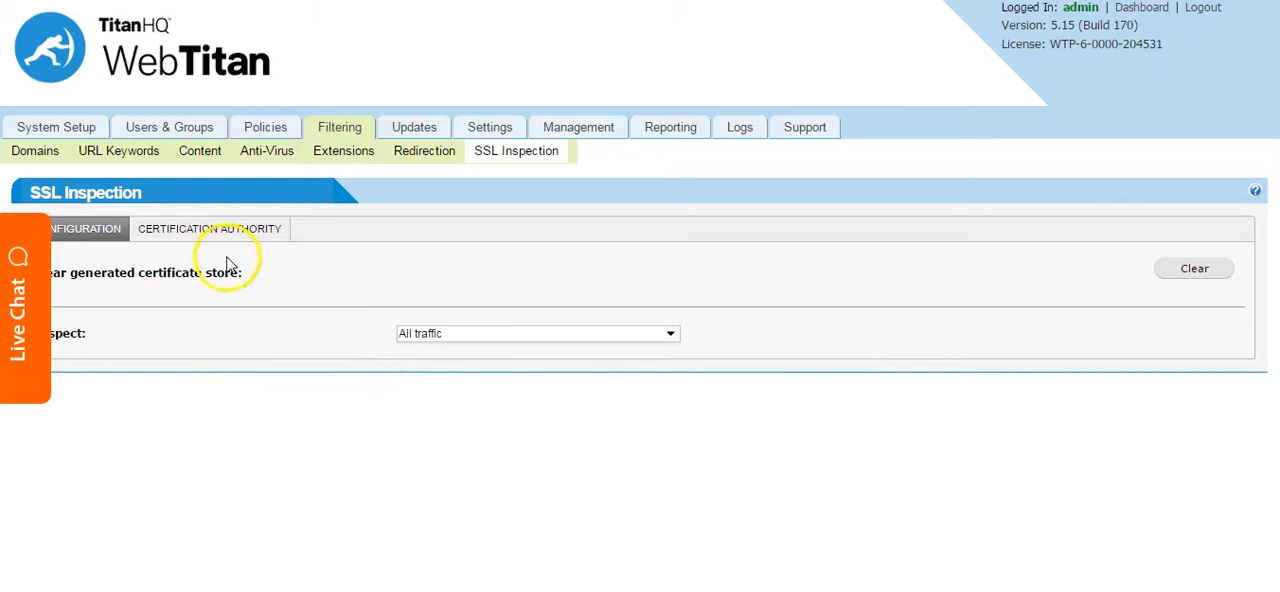 TitanHQ
WebTitan
Logged In: admin | Dashboard | Logout
Version: 5.15 (Build 170)
License: WTP-6-0000-204531
System Setup Users & Groups Policies Filtering Updates Settings Management Reporting Logs Support
Domains URL Keywords Content Anti-Virus Extensions Redirection SSL Inspection
SSL Inspection ?
NFIGURATION CERTIFICATION AUTHORITY
ear generated certificate store: Clear
spect: All traffic
Live Chat